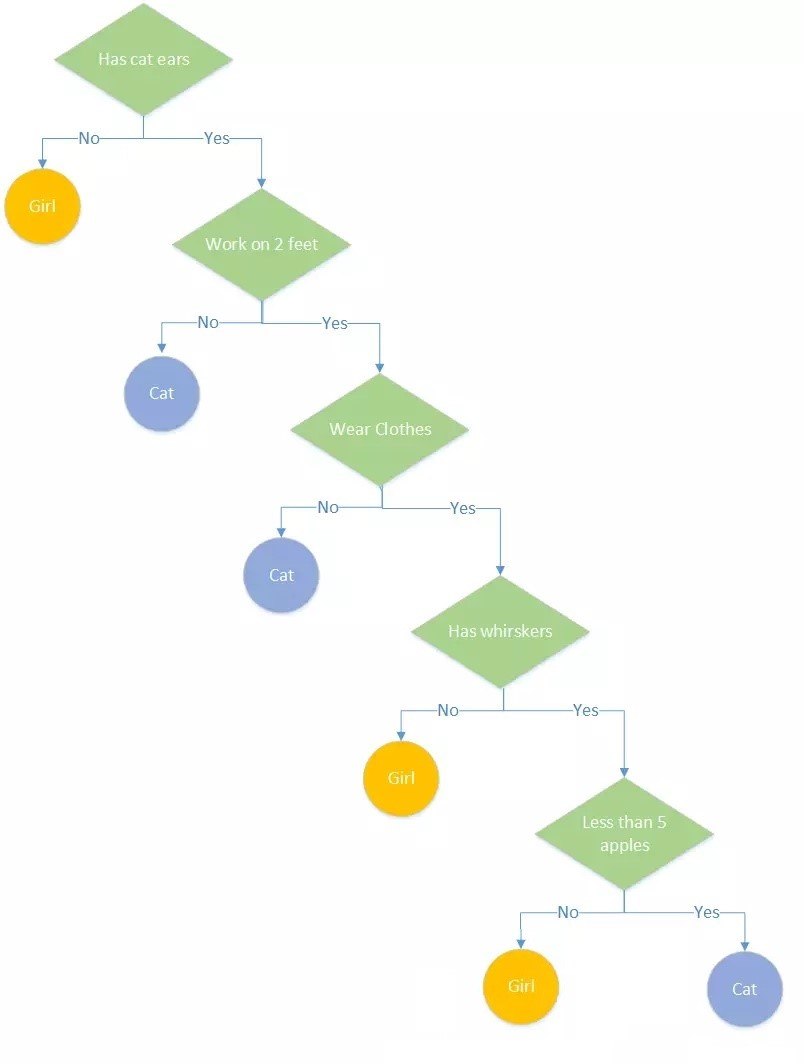 Has cat ears
No
Yes
Girl
Work on 2 feet
No
Yes
Cat
Wear Clothes
No
Yes
Cat
Has whirskers
No
Yes
Girl
Less than 5
apples
No
Yes
Girl
Cat